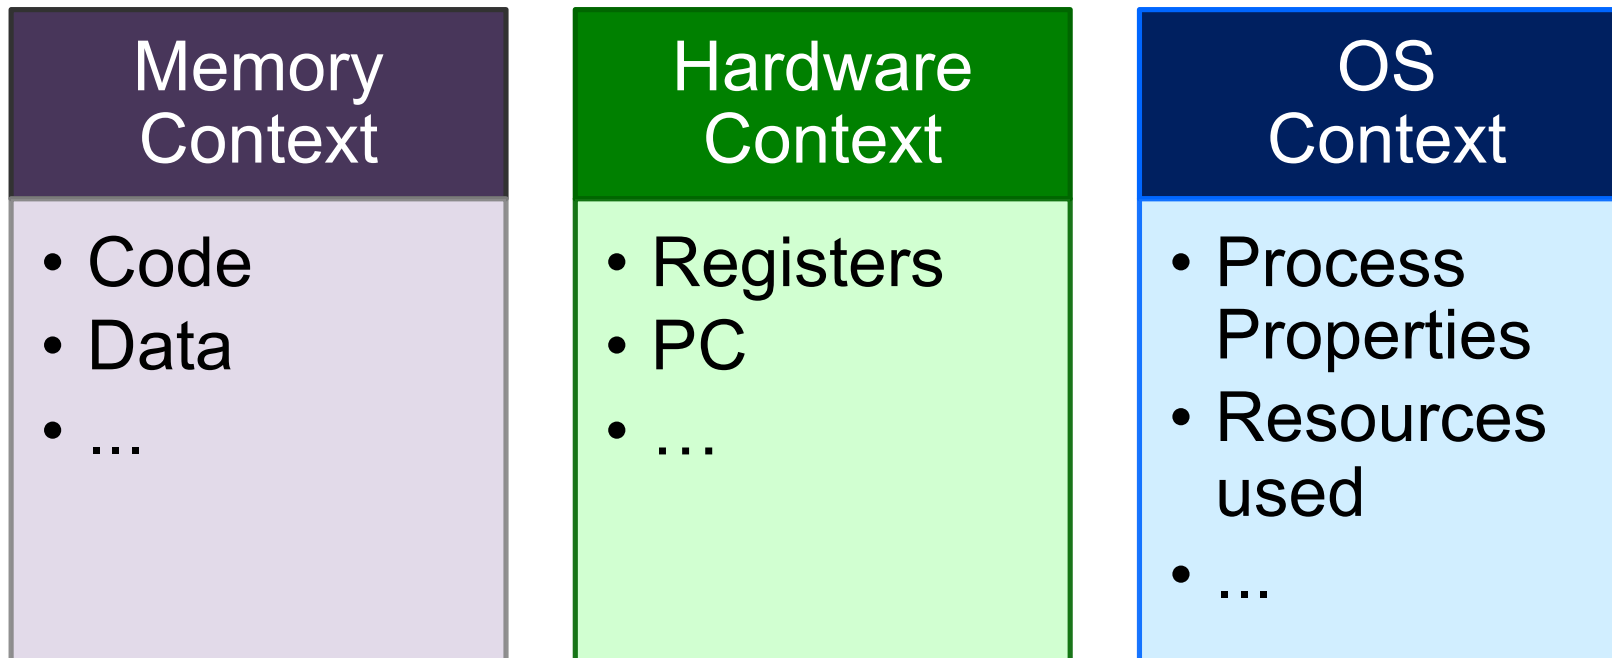 Memory
Context
• Code
• Data
• ...
Hardware
Context
• Registers
• PC
• …
OS
Context
• Process
Properties
• Resources
used
• ...